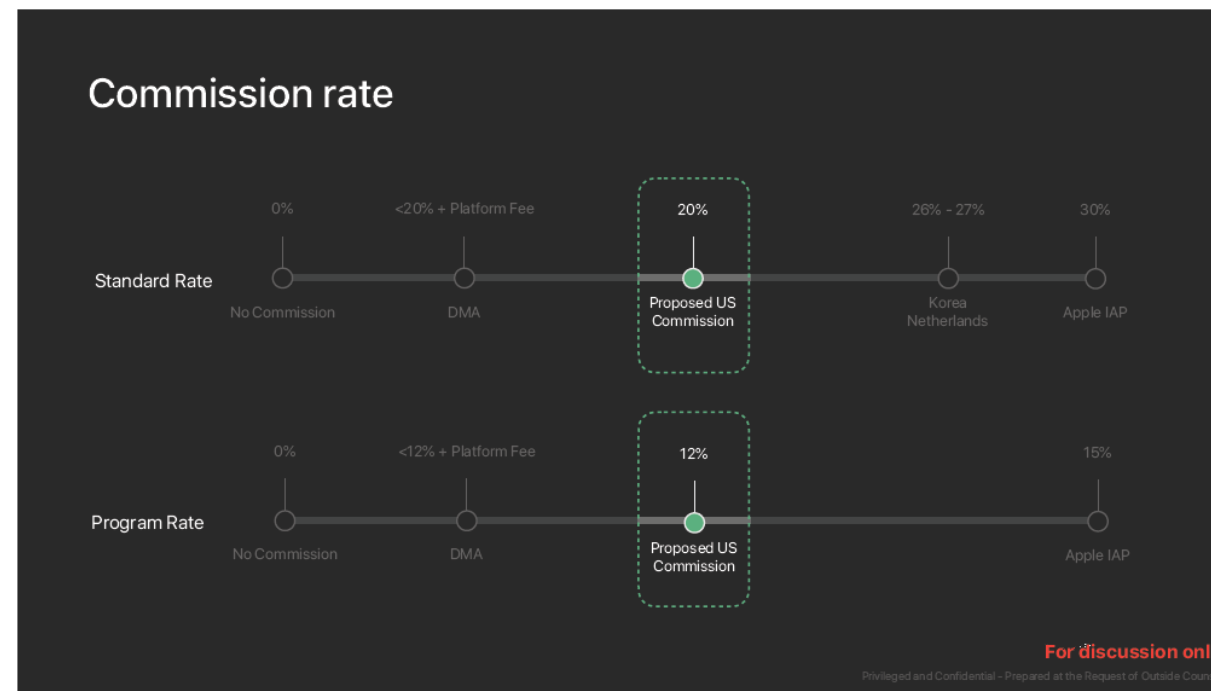 Commission rate
0%
<20% + Platform Fee
20%
26% - 27%
30%
Standard Rate
No Commission
DMA
Proposed US
Commission
Korea
Netherlands
Apple IAP
0%
<12% + Platform Fee
12%
15%
Program Rate
No Commission
DMA
Proposed US
Commission
Apple IAP
For discussion onl
Privileged and Confidential - Prepared at the Request of Outside Couns